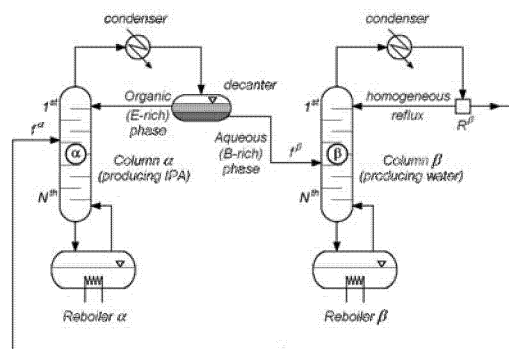 condenser
condenser
decanter
1st
Organic
(E-rich)
phase
1st
homogeneous
reflux
Rβ
fα
Aqueous
(B-rich)
phase
fβ
α
Column α
(producing IPA)
β
Column β
(producing water)
Nth
Nth
Reboiler α
Reboiler β